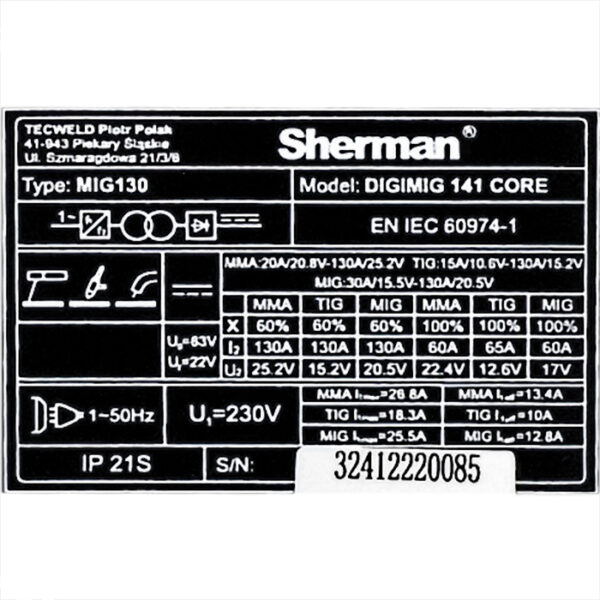 TECWELD Piotr Polak
41-943 Piekary Śląskie
Ul. Szmaragdowa 21/3/6
Sherman®
Type: MIG130
Model: DIGIMIG 141 CORE
1~ f₁ f₂
EN IEC 60974-1
MMA:20A/20.8V-130A/25.2V TIG:15A/10.6V-130A/15.2V
MIG:30A/15.5V-130A/20.5V
MMA TIG MIG MMA TIG MIG
X 60% 60% 60% 100% 100% 100%
U₀=63V
I₂ 130A 130A 130A 60A 65A 60A
U₂ 25.2V 15.2V 20.5V 22.4V 12.6V 17V
1~50Hz
U₁=230V
MMA I₁max=26.8A MMA I₁eff=13.4A
TIG I₁max=18.3A TIG I₁eff=10A
MIG I₁max=25.5A MIG I₁eff=12.8A
IP 21S
S/N:
32412220085